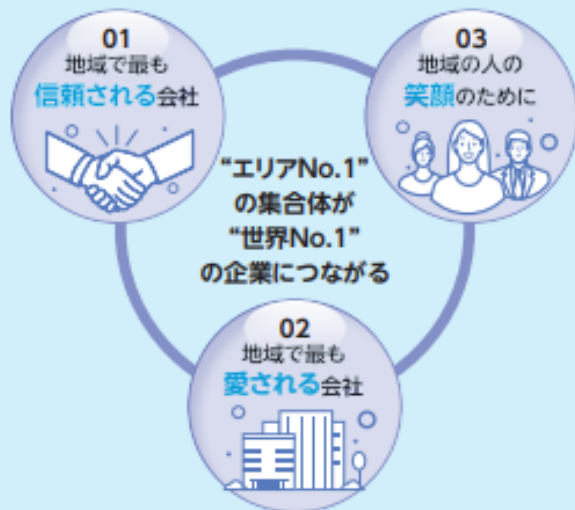 01
地域で最も
信頼される会社
03
地域の人の
笑顔のために
“エリアNo.1”
の集合体が
“世界No.1”
の企業につながる
02
地域で最も
愛される会社